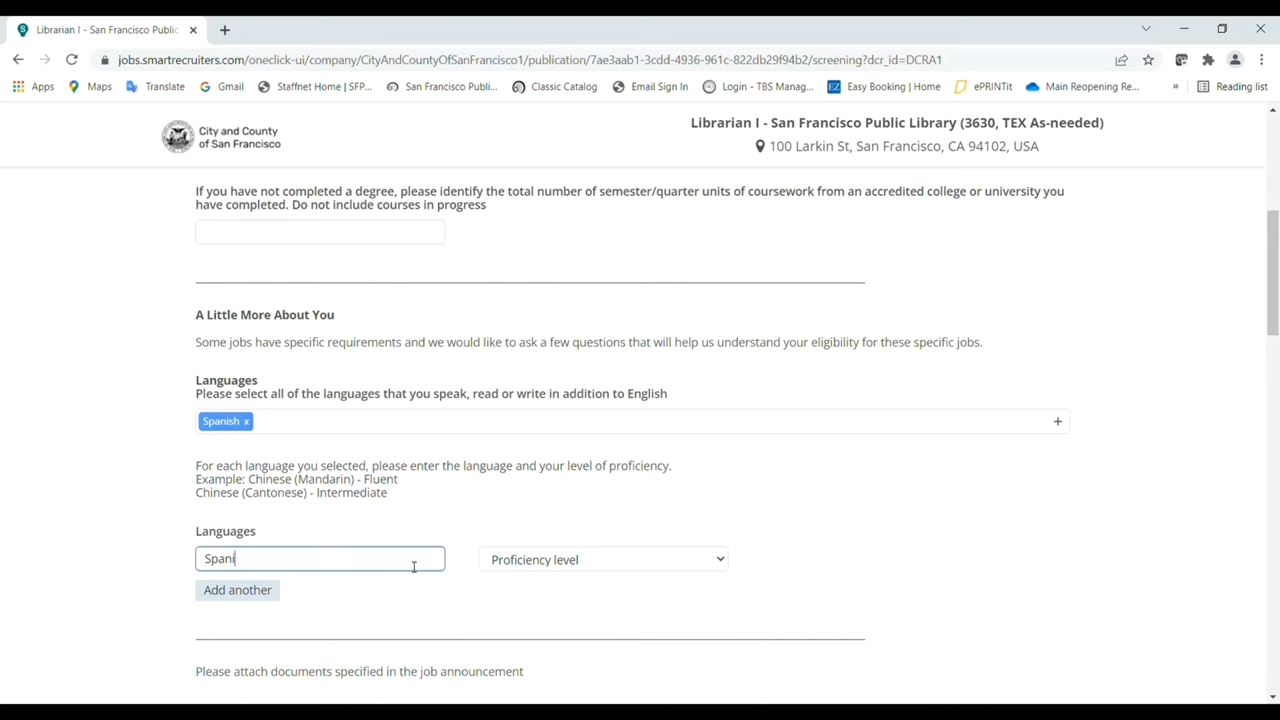 Librarian I - San Francisco Public
jobs.smartrecruiters.com/oneclick-ui/company/CityAndCountyOfSanFrancisco1/publication/7ae3aab1-3cdd-4936-961c-822db29f94b2/screening?dcr_id=DCRA1
Apps Maps Translate Gmail Staffnet Home | SFP... San Francisco Publi... Classic Catalog Email Sign In Login - TBS Manag... Easy Booking | Home ePRINTit Main Reopening Re... » Reading list
City and County
of San Francisco
Librarian I - San Francisco Public Library (3630, TEX As-needed)
100 Larkin St, San Francisco, CA 94102, USA
If you have not completed a degree, please identify the total number of semester/quarter units of coursework from an accredited college or university you
have completed. Do not include courses in progress
A Little More About You
Some jobs have specific requirements and we would like to ask a few questions that will help us understand your eligibility for these specific jobs.
Languages
Please select all of the languages that you speak, read or write in addition to English
Spanish x
+
For each language you selected, please enter the language and your level of proficiency.
Example: Chinese (Mandarin) - Fluent
Chinese (Cantonese) - Intermediate
Languages
Spani Proficiency level
Add another
Please attach documents specified in the job announcement